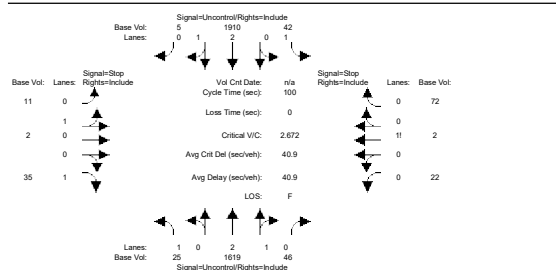 Signal=Uncontrol/Rights=Include
Base Vol: 5 1910 42
Lanes: 0 1 2 0 1
Signal=Stop
Base Vol: Lanes: Rights=Include
Vol Cnt Date: n/a
Signal=Stop
Rights=Include Lanes: Base Vol:
Cycle Time (sec): 100
11 0
0 72
Loss Time (sec): 0
1
0
2 0
Critical V/C: 2.672
1! 2
0
Avg Crit Del (sec/veh): 40.9
0
35 1
Avg Delay (sec/veh): 40.9
0 22
LOS: F
Lanes: 1 0 2 1 0
Base Vol: 25 1619 46
Signal=Uncontrol/Rights=Include